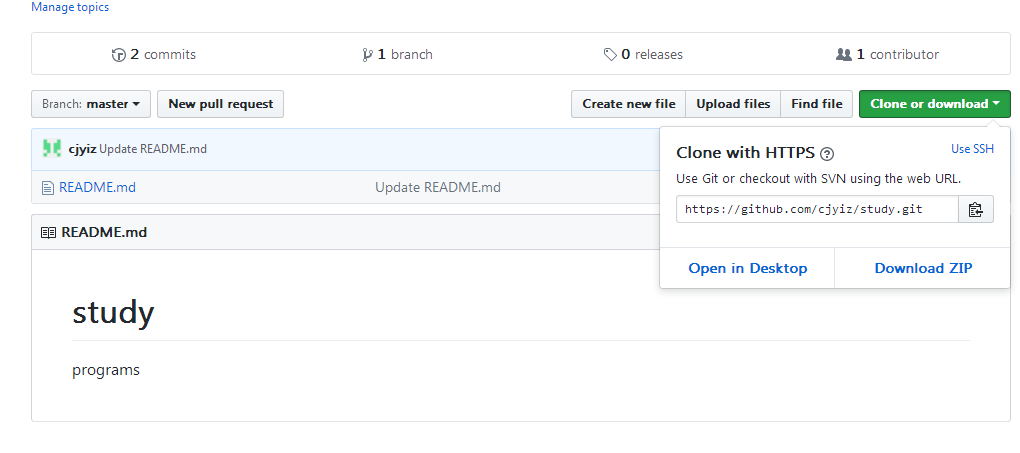 Manage topics
2 commits 1 branch 0 releases 1 contributor
Branch: master New pull request Create new file Upload files Find file Clone or download
cjyiz Update README.md
Clone with HTTPS ? Use SSH
Use Git or checkout with SVN using the web URL.
README.md Update README.md
https://github.com/cjyiz/study.git
README.md
Open in Desktop Download ZIP
study
programs